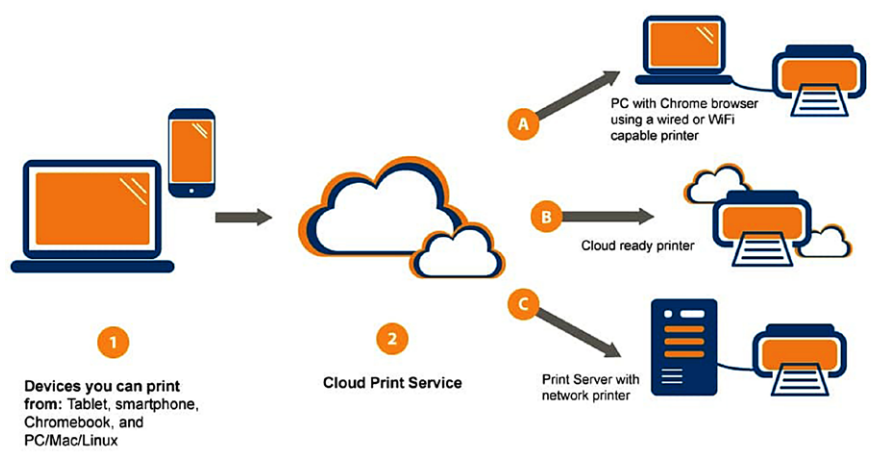 1
Devices you can print
from: Tablet, smartphone,
Chromebook, and
PC/Mac/Linux
2
Cloud Print Service
A
PC with Chrome browser
using a wired or WiFi
capable printer
B
Cloud ready printer
C
Print Server with
network printer